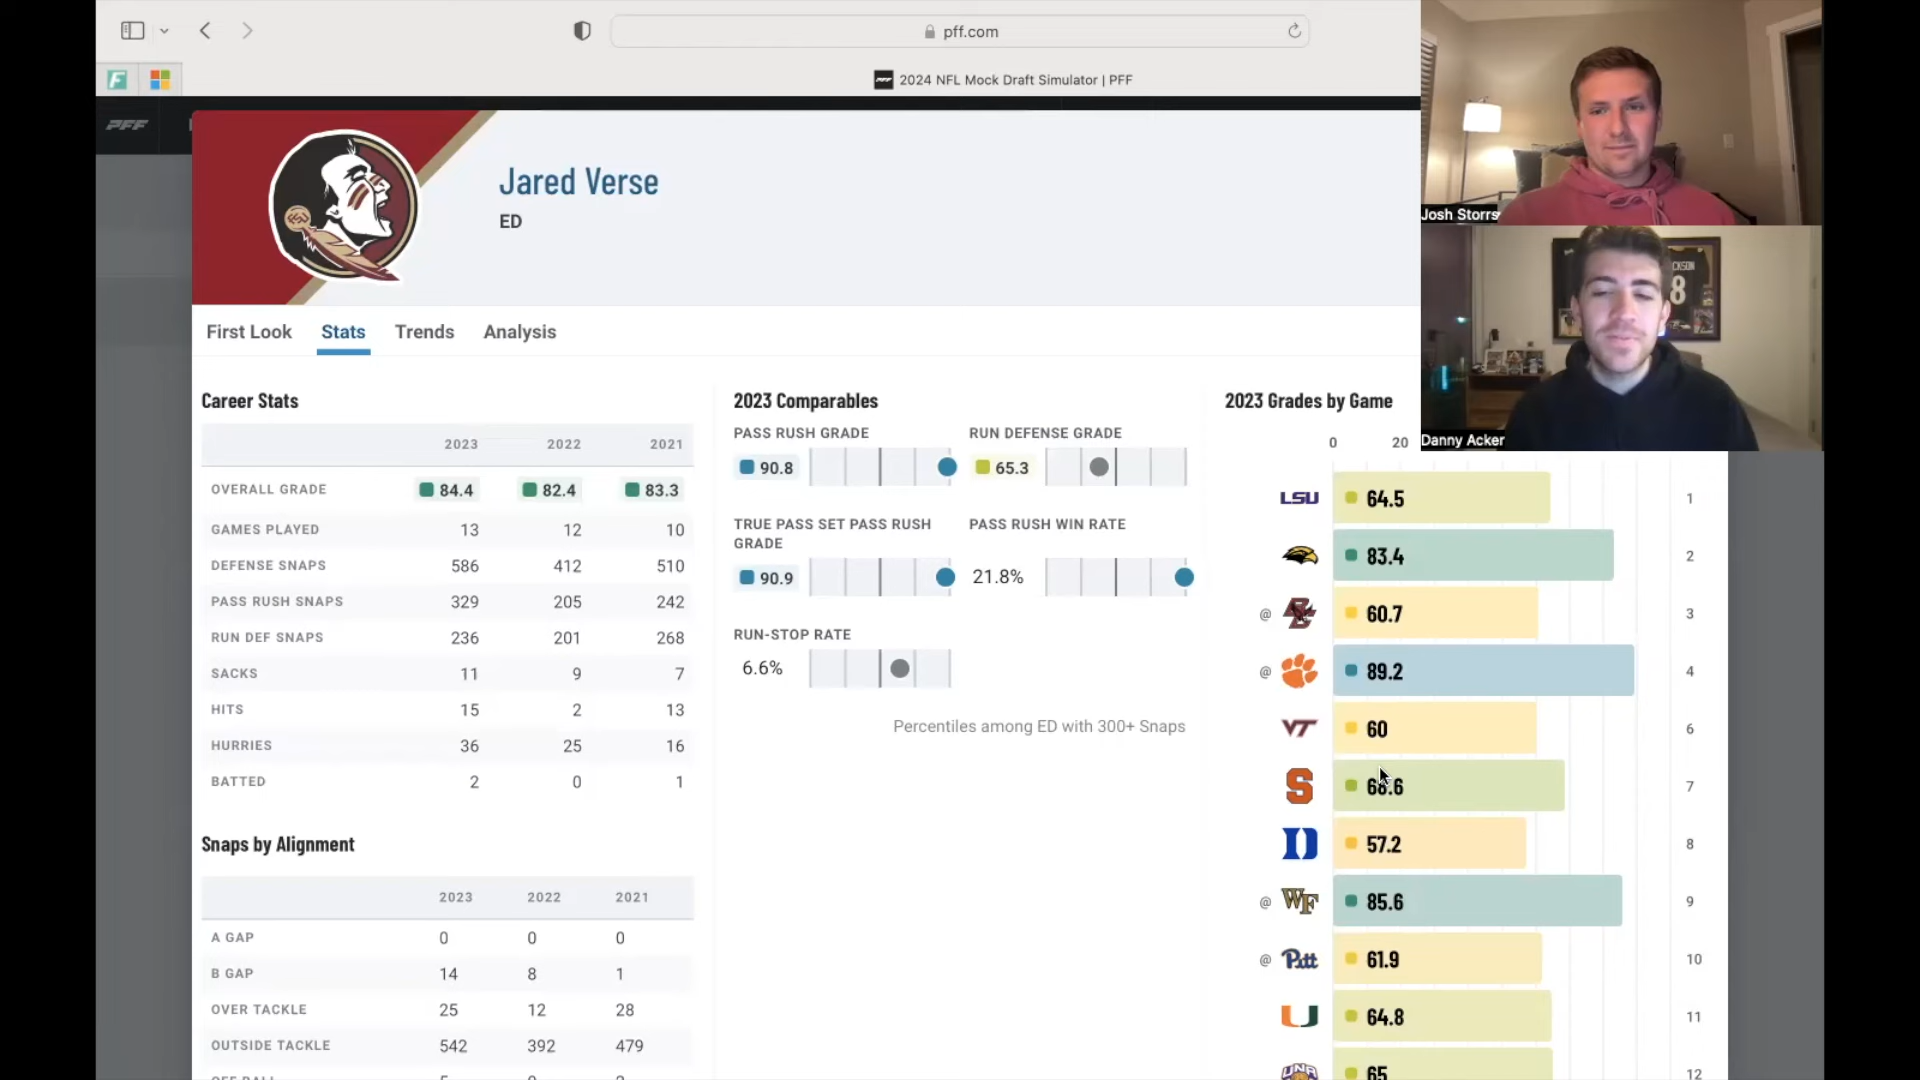 pff.com
2024 NFL Mock Draft Simulator | PFF
PFF
Jared Verse
ED
First Look Stats Trends Analysis
Josh Storrs
CKSON
8
Danny Acker
Career Stats
2023 2022 2021
OVERALL GRADE 84.4 82.4 83.3
GAMES PLAYED 13 12 10
DEFENSE SNAPS 586 412 510
PASS RUSH SNAPS 329 205 242
RUN DEF SNAPS 236 201 268
SACKS 11 9 7
HITS 15 2 13
HURRIES 36 25 16
BATTED 2 0 1
Snaps by Alignment
2023 2022 2021
A GAP 0 0 0
B GAP 14 8 1
OVER TACKLE 25 12 28
OUTSIDE TACKLE 542 392 479
2023 Comparables
PASS RUSH GRADE
90.8
RUN DEFENSE GRADE
65.3
TRUE PASS SET PASS RUSH
GRADE
90.9
PASS RUSH WIN RATE
21.8%
RUN-STOP RATE
6.6%
Percentiles among ED with 300+ Snaps
2023 Grades by Game
0 20
LSU 64.5 1
83.4 2
@ BC 60.7 3
@ 89.2 4
VT 60 6
S 68.6 7
D 57.2 8
@ WF 85.6 9
@ Pitt 61.9 10
U 64.8 11
UNA 65 12